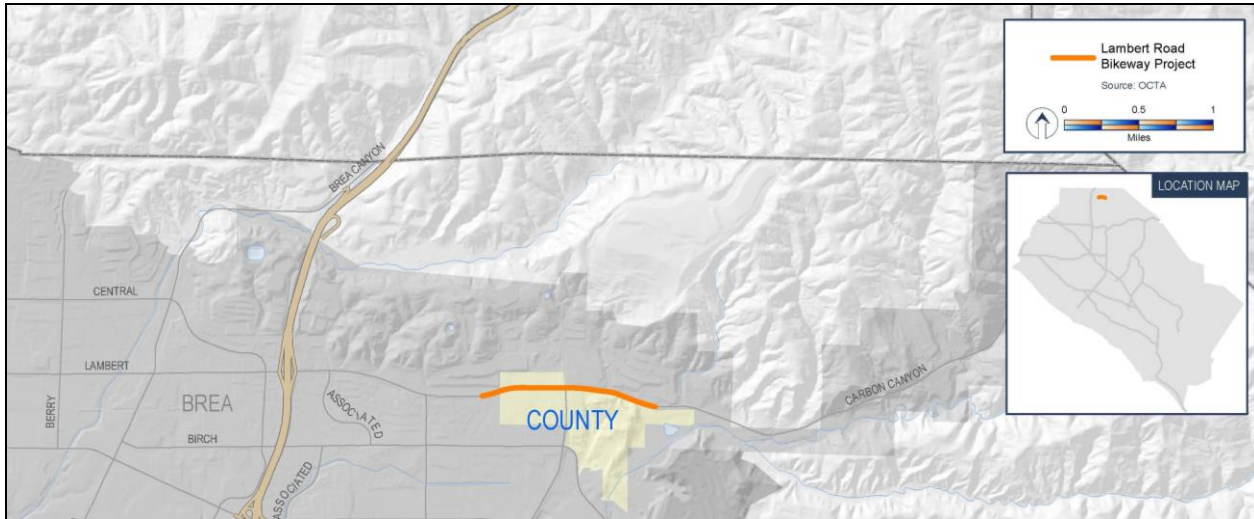 Lambert Road
Bikeway Project
Source: OCTA
0 0.5 1
Miles
LOCATION MAP
BREA CANYON
CENTRAL
LAMBERT
BERRY
BREA
ASSOCIATED
BIRCH
ASSOCIATED
COUNTY
CARBON CANYON